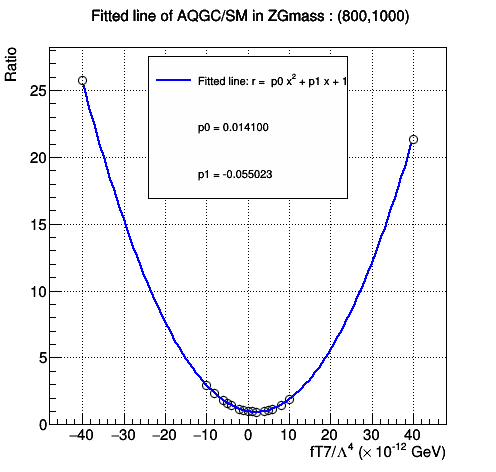 Fitted line of AQGC/SM in ZGmass : (800,1000)
Ratio
Fitted line: r = p0 x² + p1 x + 1
p0 = 0.014100
p1 = -0.055023
25
20
15
10
5
0
−40 −30 −20 −10 0 10 20 30 40
fT7/Λ⁴ (× 10⁻¹² GeV)